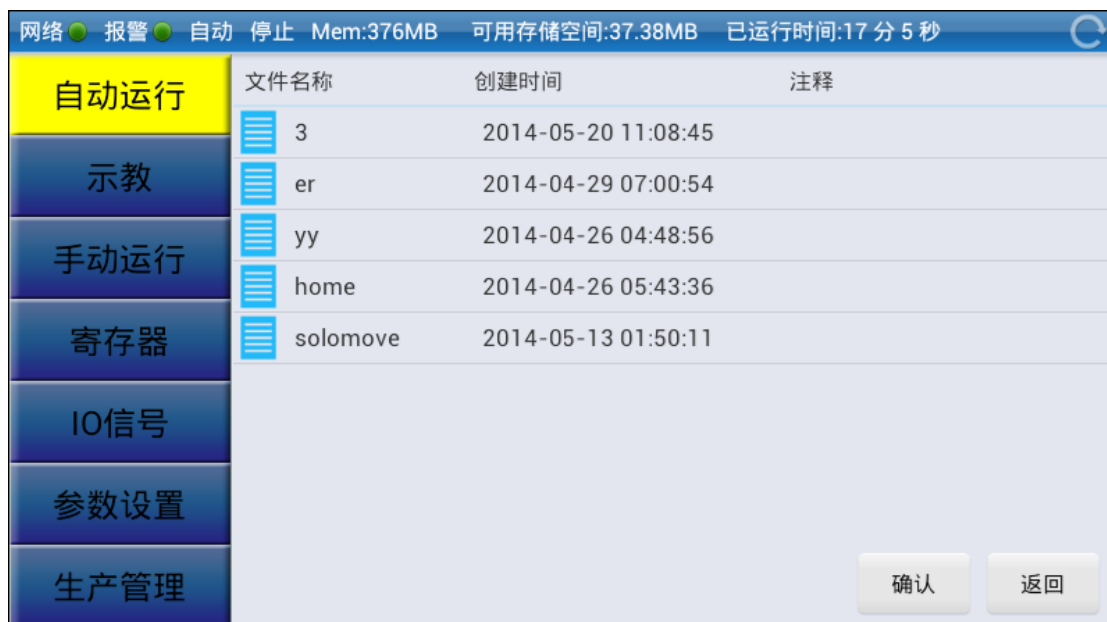 网络 报警 自动 停止 Mem:376MB 可用存储空间:37.38MB 已运行时间:17 分 5 秒
自动运行
示教
手动运行
寄存器
IO信号
参数设置
生产管理
文件名称 创建时间 注释
3 2014-05-20 11:08:45
er 2014-04-29 07:00:54
yy 2014-04-26 04:48:56
home 2014-04-26 05:43:36
solomove 2014-05-13 01:50:11
确认 返回